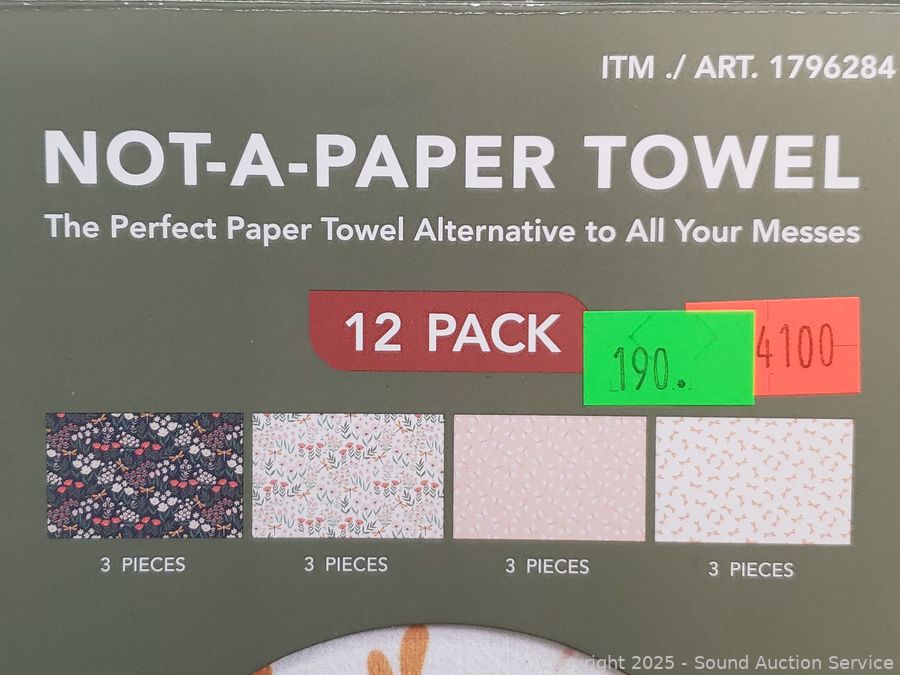 ITM ./ ART. 1796284
NOT-A-PAPER TOWEL
The Perfect Paper Towel Alternative to All Your Messes
12 PACK
190.
4100
3 PIECES
3 PIECES
3 PIECES
3 PIECES
Copyright 2025 - Sound Auction Service